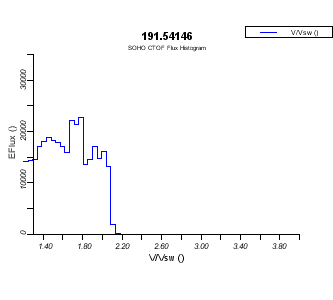 191.54146
SOHO CTOF Flux Histogram
V/Vsw ()
EFlux ()
30000
20000
10000
0
1.40 1.80 2.20 2.60 3.00 3.40 3.80
V/Vsw ()